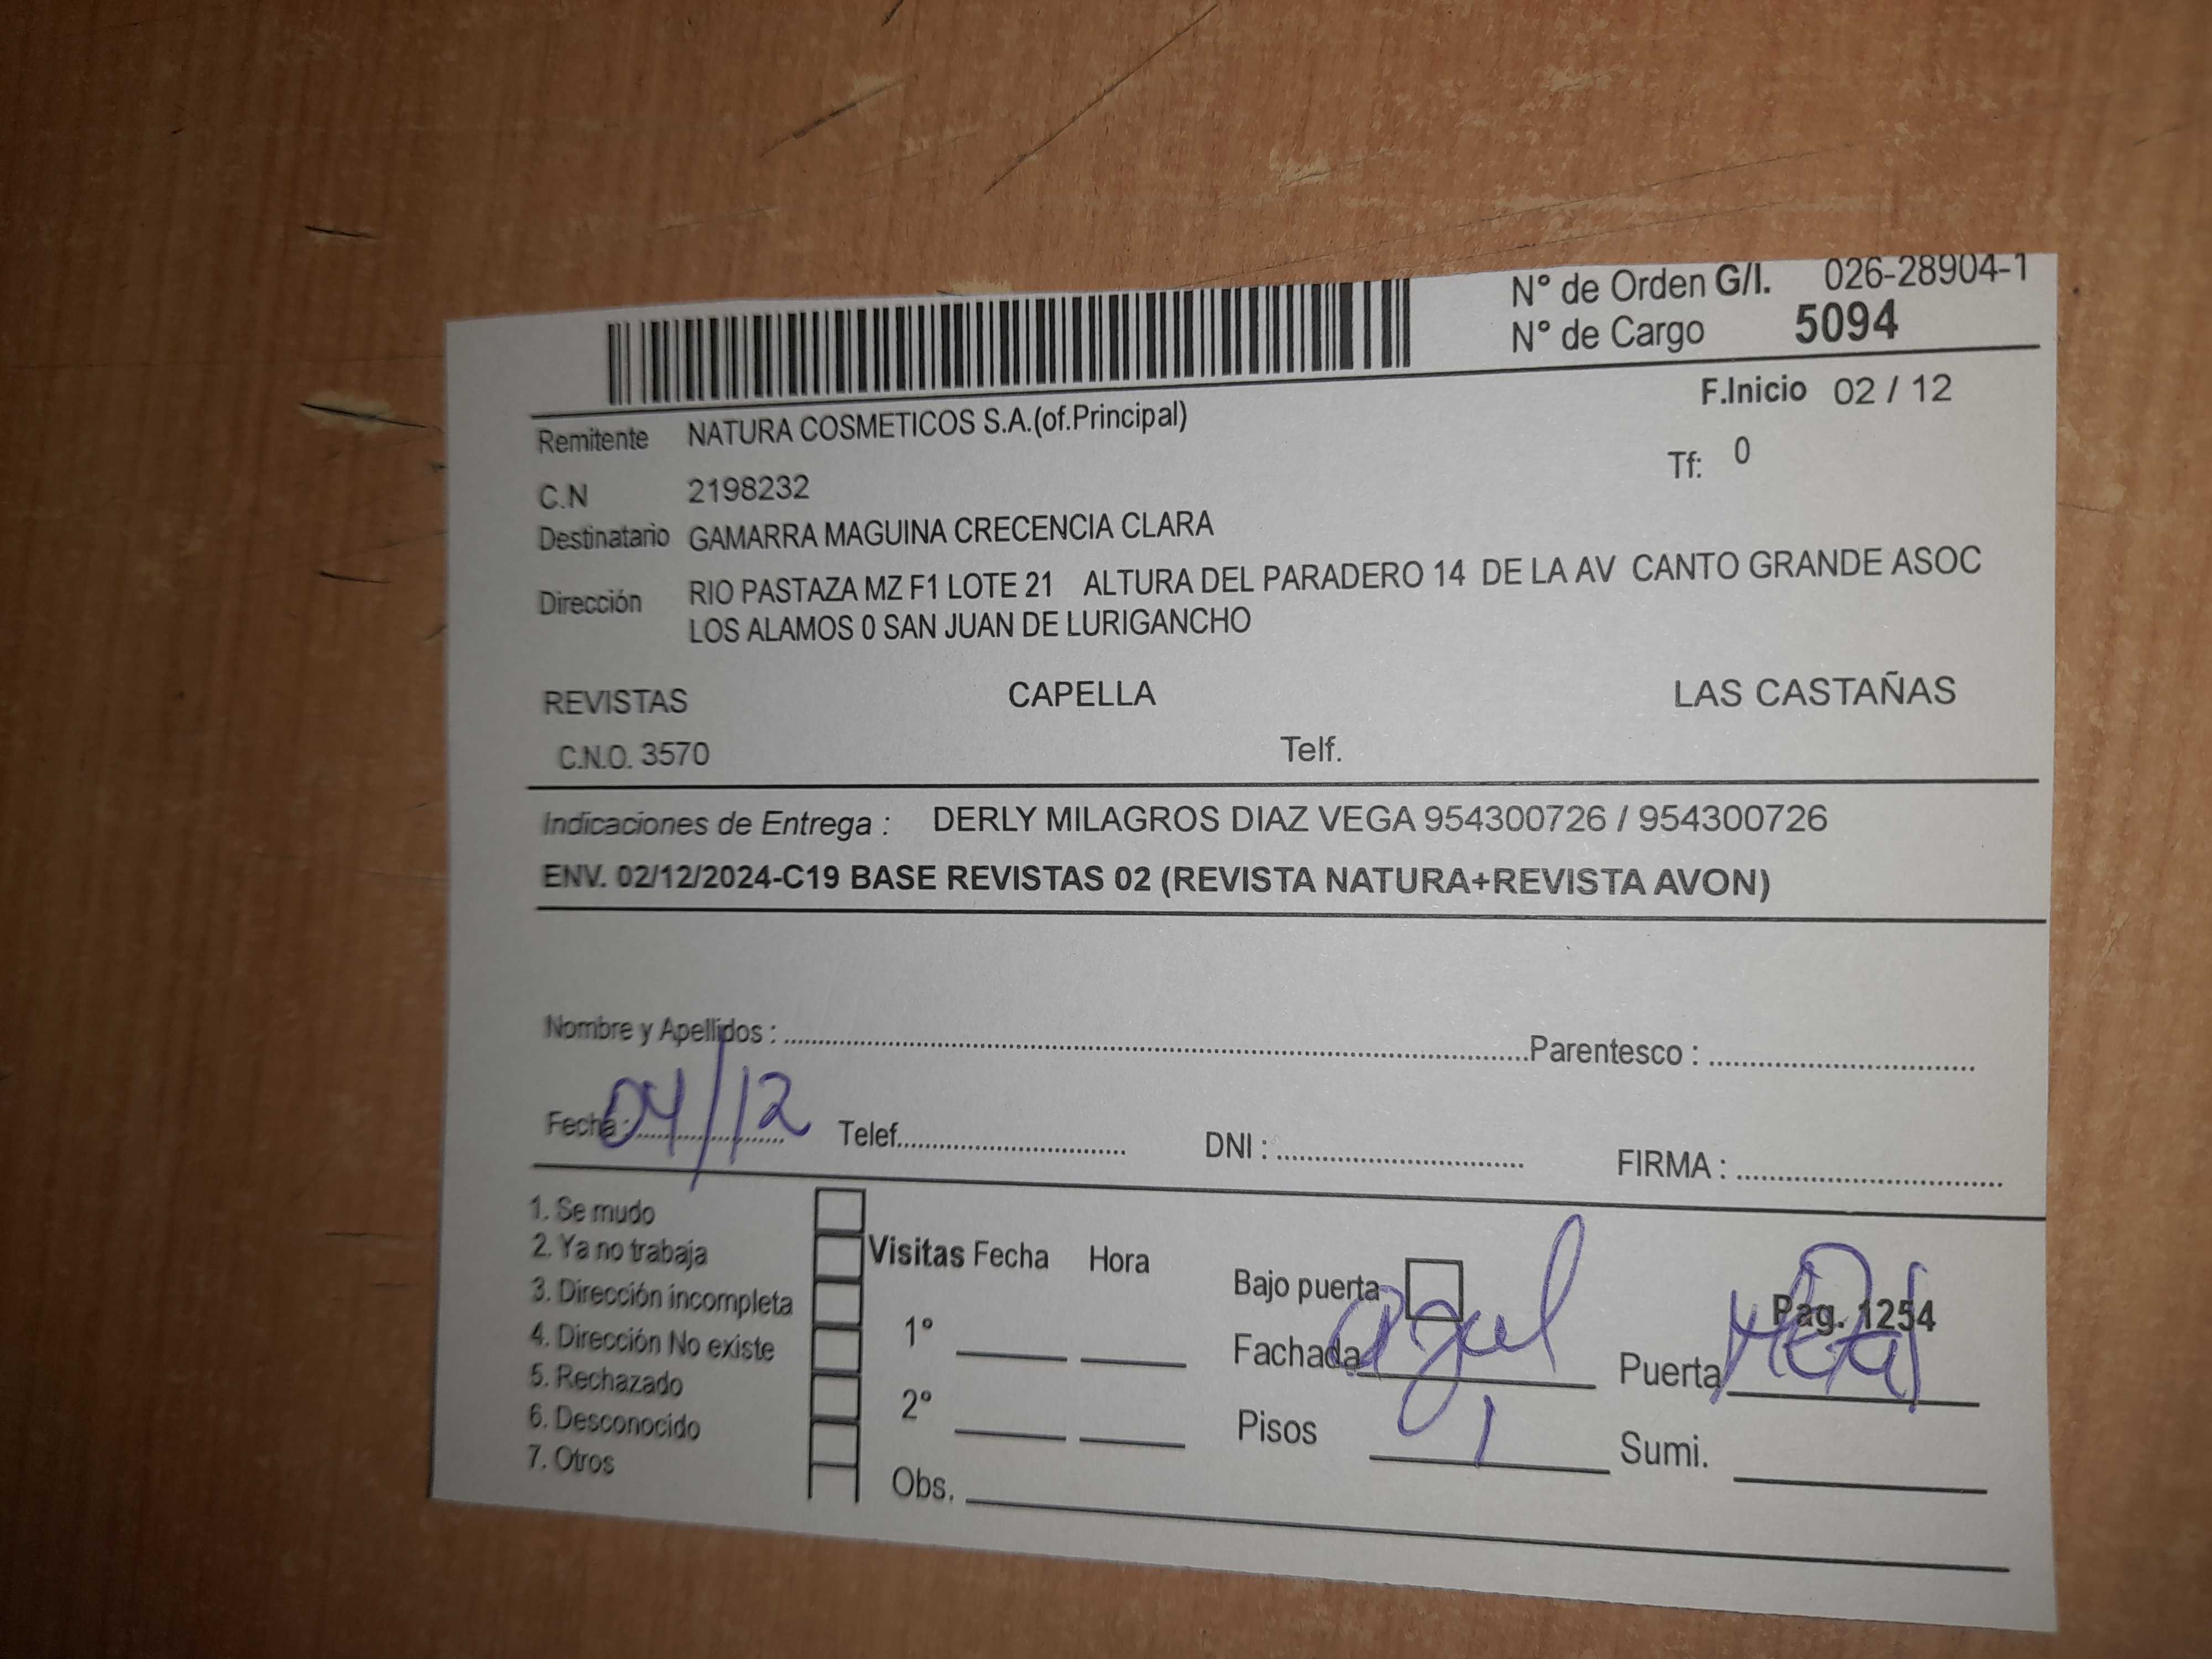 N° de Orden G/I. 026-28904-1
N° de Cargo 5094
F.Inicio 02 / 12
Remitente NATURA COSMETICOS S.A.(of.Principal)
Tf: 0
C.N 2198232
Destinatario GAMARRA MAGUINA CRECENCIA CLARA
Dirección RIO PASTAZA MZ F1 LOTE 21 ALTURA DEL PARADERO 14 DE LA AV CANTO GRANDE ASOC
LOS ALAMOS 0 SAN JUAN DE LURIGANCHO
REVISTAS CAPELLA LAS CASTAÑAS
C.N.O. 3570 Telf.
Indicaciones de Entrega : DERLY MILAGROS DIAZ VEGA 954300726 / 954300726
ENV. 02/12/2024-C19 BASE REVISTAS 02 (REVISTA NATURA+REVISTA AVON)
Nombre y Apellidos : Parentesco :
Fecha : 04/12 Telef. DNI : FIRMA :
1. Se mudo
2. Ya no trabaja
3. Dirección incompleta
4. Dirección No existe
5. Rechazado
6. Desconocido
7. Otros
Visitas Fecha Hora
1°
2°
Obs.
Bajo puerta
Pag. 1254
Fachada azul Puerta Metal
Pisos 1 Sumi.